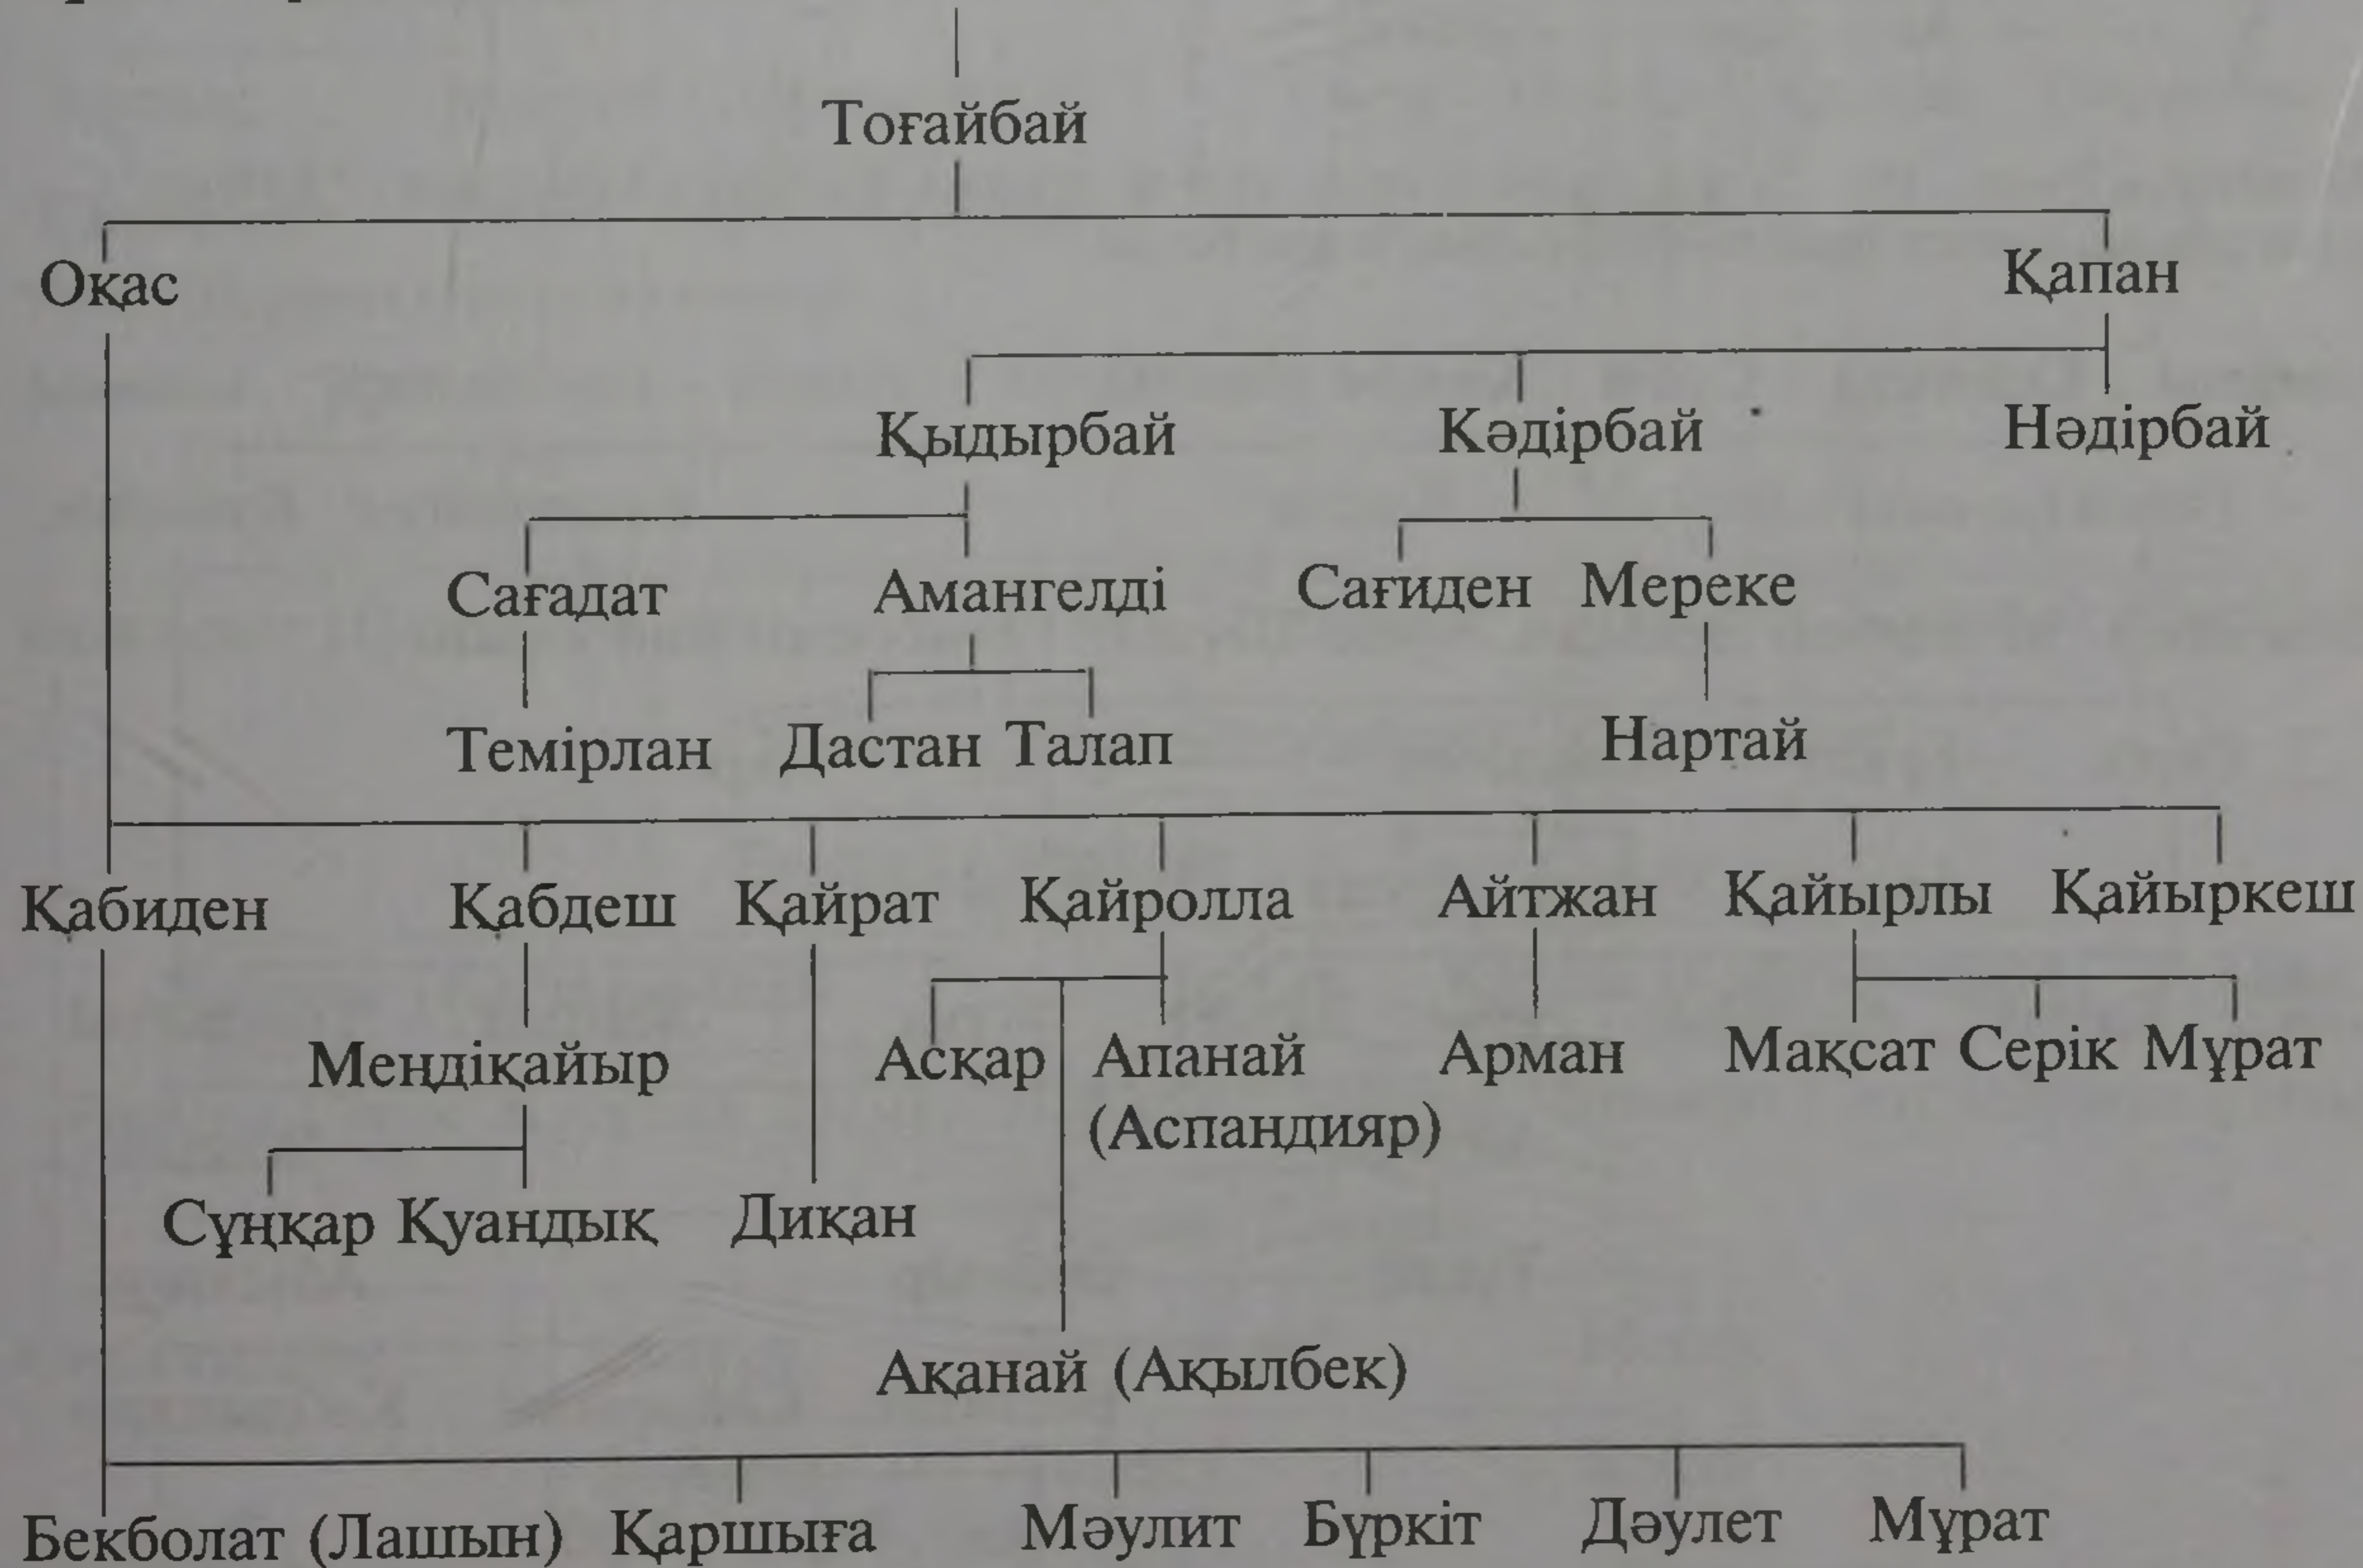 Тоғайбай
Оқас Қапан
Қыдырбай Кәдірбай Нәдірбай
Сағадат Амангелді Сағиден Мереке
Темірлан Дастан Талап Нартай
Қабиден Қабдеш Қайрат Қайролла Айтжан Қайырлы Қайыркеш
Меңдіқайыр Асқар Апанай Арман Мақсат Серік Мұрат
(Аспандияр)
Сұңқар Қуандық Диқан
Ақанай (Ақылбек)
Бекболат (Лашын) Қаршыға Мәулит Бүркіт Дәулет Мұрат